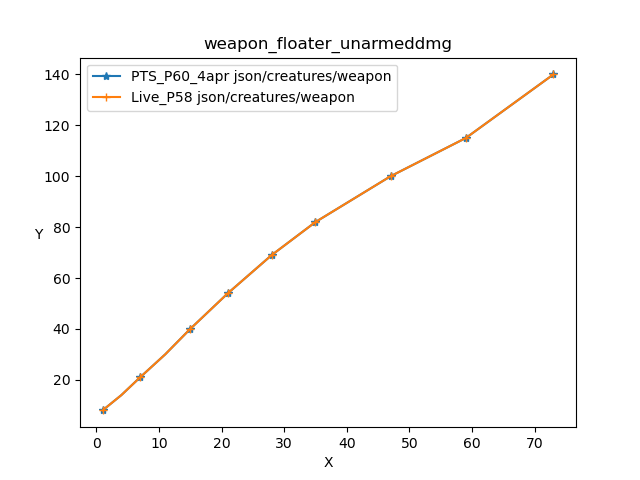 weapon_floater_unarmeddmg
PTS_P60_4apr json/creatures/weapon
Live_P58 json/creatures/weapon
140
120
100
80
60
40
20
Y
0 10 20 30 40 50 60 70
X